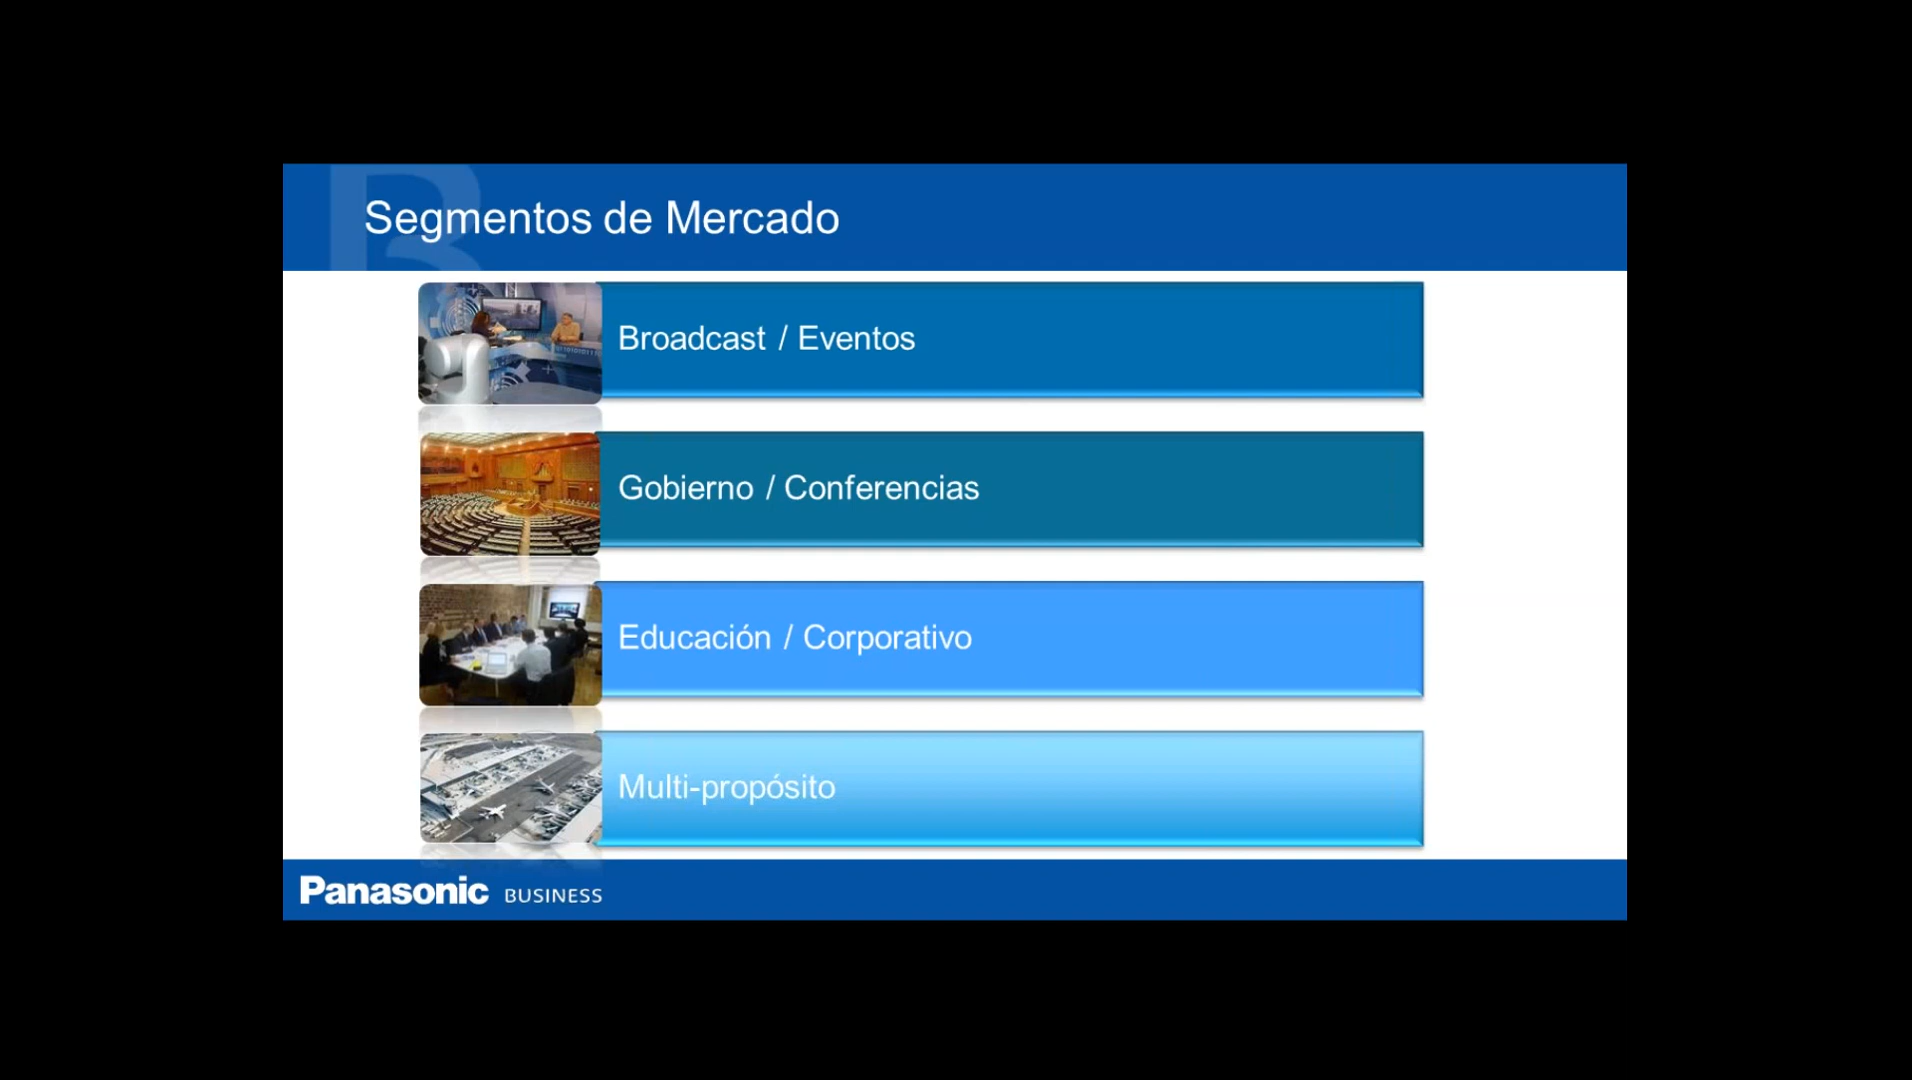 Segmentos de Mercado
Broadcast / Eventos
Gobierno / Conferencias
Educación / Corporativo
Multi-propósito
Panasonic BUSINESS